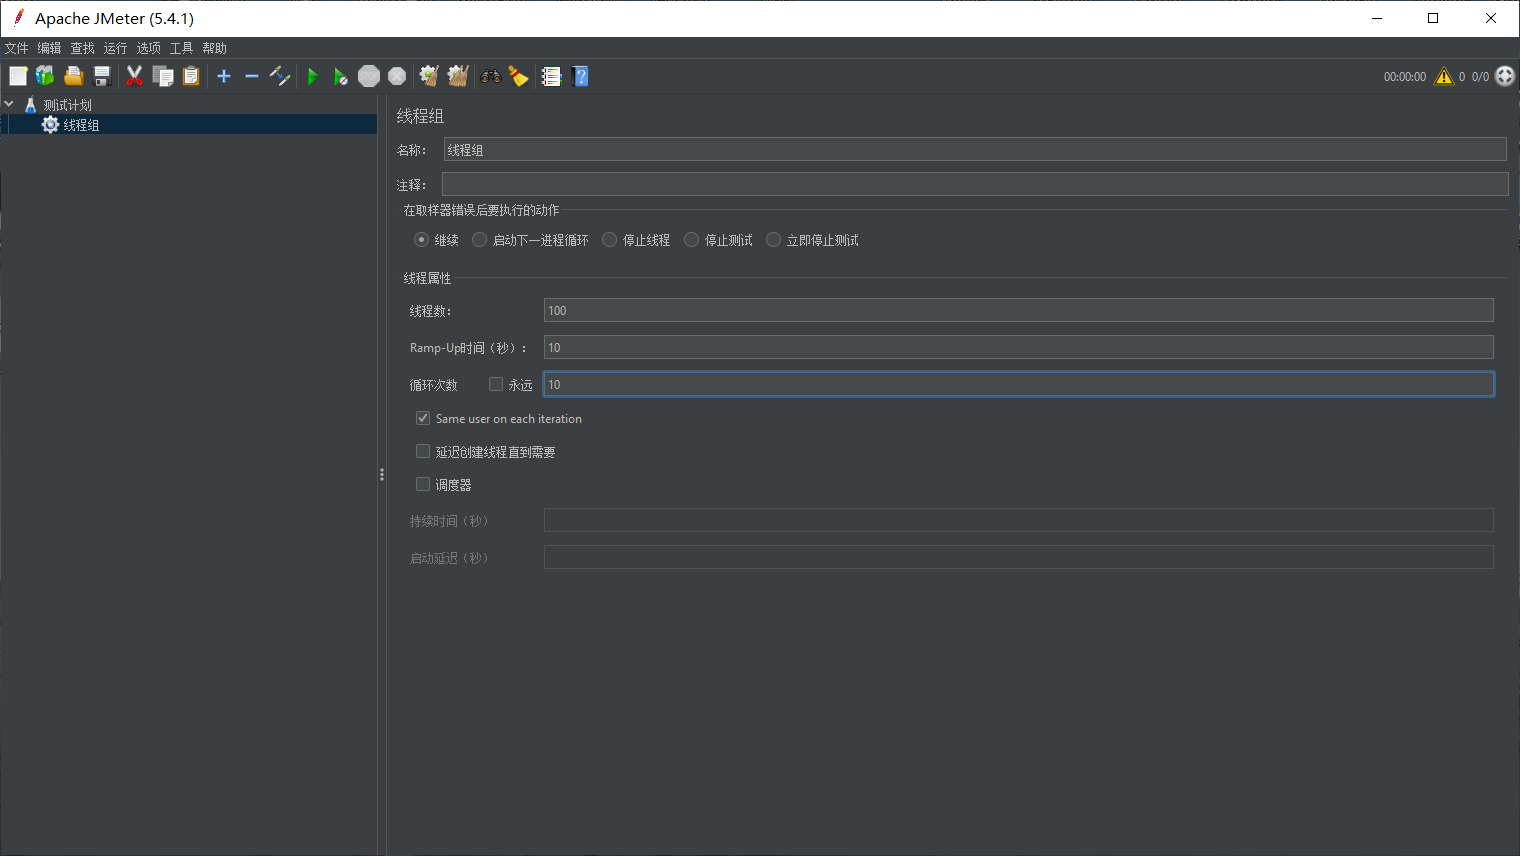 Apache JMeter (5.4.1)
文件 编辑 查找 运行 选项 工具 帮助
STOP 00:00:00 0 0/0
测试计划
线程组
线程组
名称： 线程组
注释：
在取样器错误后要执行的动作
继续 启动下一进程循环 停止线程 停止测试 立即停止测试
线程属性
线程数： 100
Ramp-Up时间（秒）： 10
循环次数 永远 10
Same user on each iteration
延迟创建线程直到需要
调度器
持续时间（秒）
启动延迟（秒）